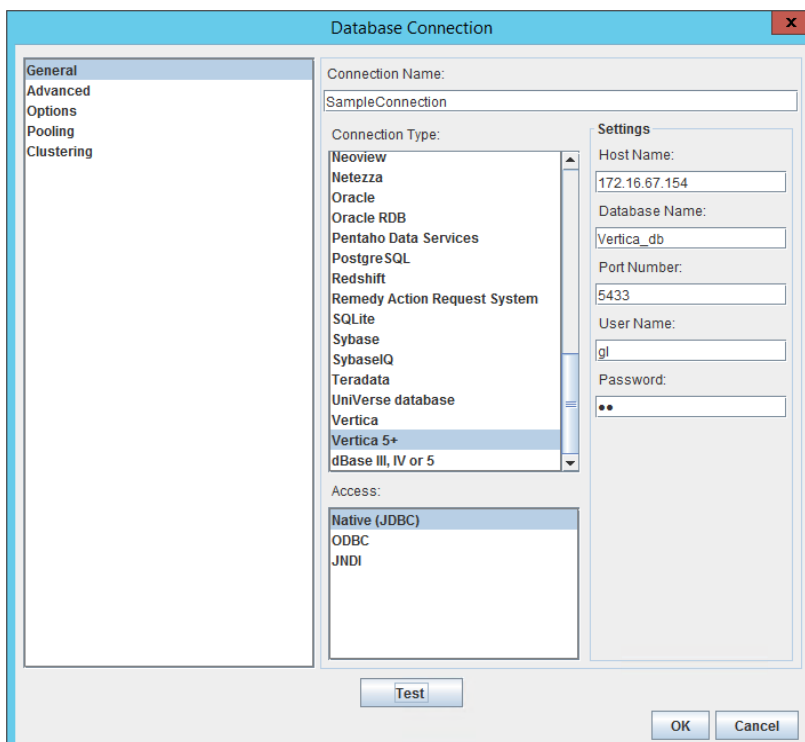 Database Connection
x
General
Advanced
Options
Pooling
Clustering
Connection Name:
SampleConnection
Connection Type:
Neoview
Netezza
Oracle
Oracle RDB
Pentaho Data Services
PostgreSQL
Redshift
Remedy Action Request System
SQLite
Sybase
SybaseIQ
Teradata
UniVerse database
Vertica
Vertica 5+
dBase III, IV or 5
Access:
Native (JDBC)
ODBC
JNDI
Settings
Host Name:
172.16.67.154
Database Name:
Vertica_db
Port Number:
5433
User Name:
gl
Password:
●●
Test
OK
Cancel